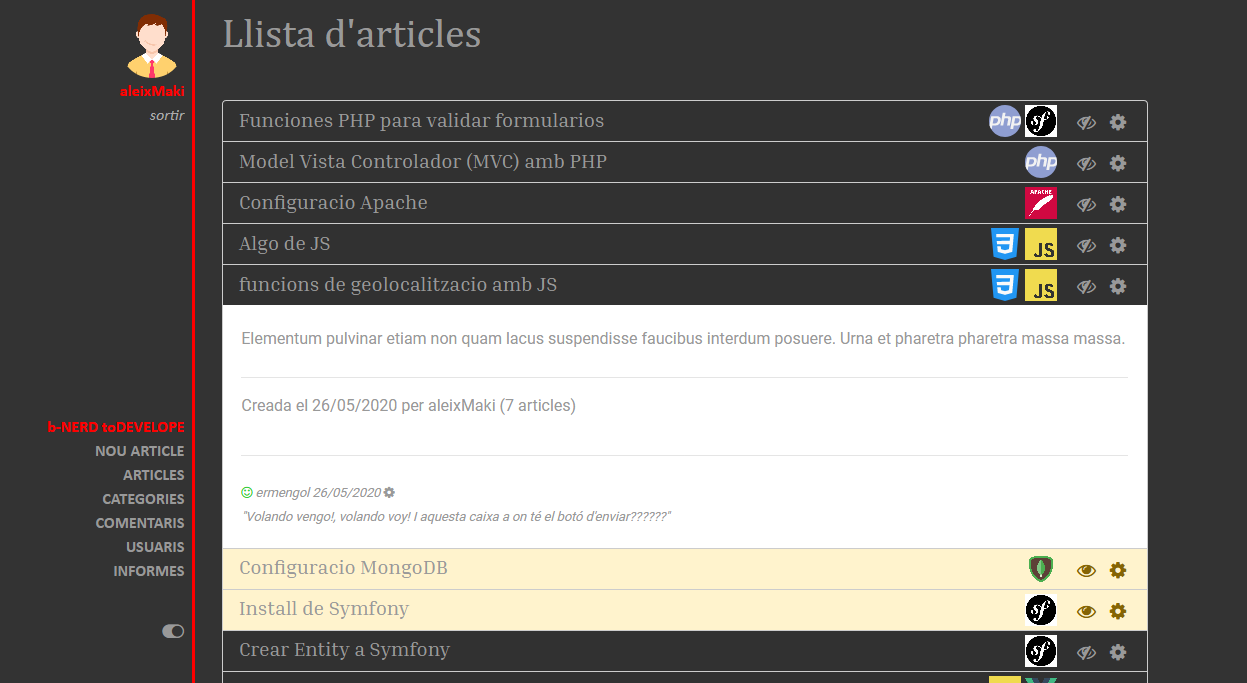 aleixMaki
sortir
b-NERD toDEVELOPE
NOU ARTICLE
ARTICLES
CATEGORIES
COMENTARIS
USUARIS
INFORMES
Llista d'articles
Funciones PHP para validar formularios php sf
Model Vista Controlador (MVC) amb PHP php
Configuracio Apache APACHE
Algo de JS 3 JS
funcions de geolocalitzacio amb JS 3 JS
Elementum pulvinar etiam non quam lacus suspendisse faucibus interdum posuere. Urna et pharetra pharetra massa massa.
Creada el 26/05/2020 per aleixMaki (7 articles)
ermengol 26/05/2020
"Volando vengo!, volando voy! I aquesta caixa a on té el botó d'enviar??????"
Configuracio MongoDB
Install de Symfony sf
Crear Entity a Symfony sf